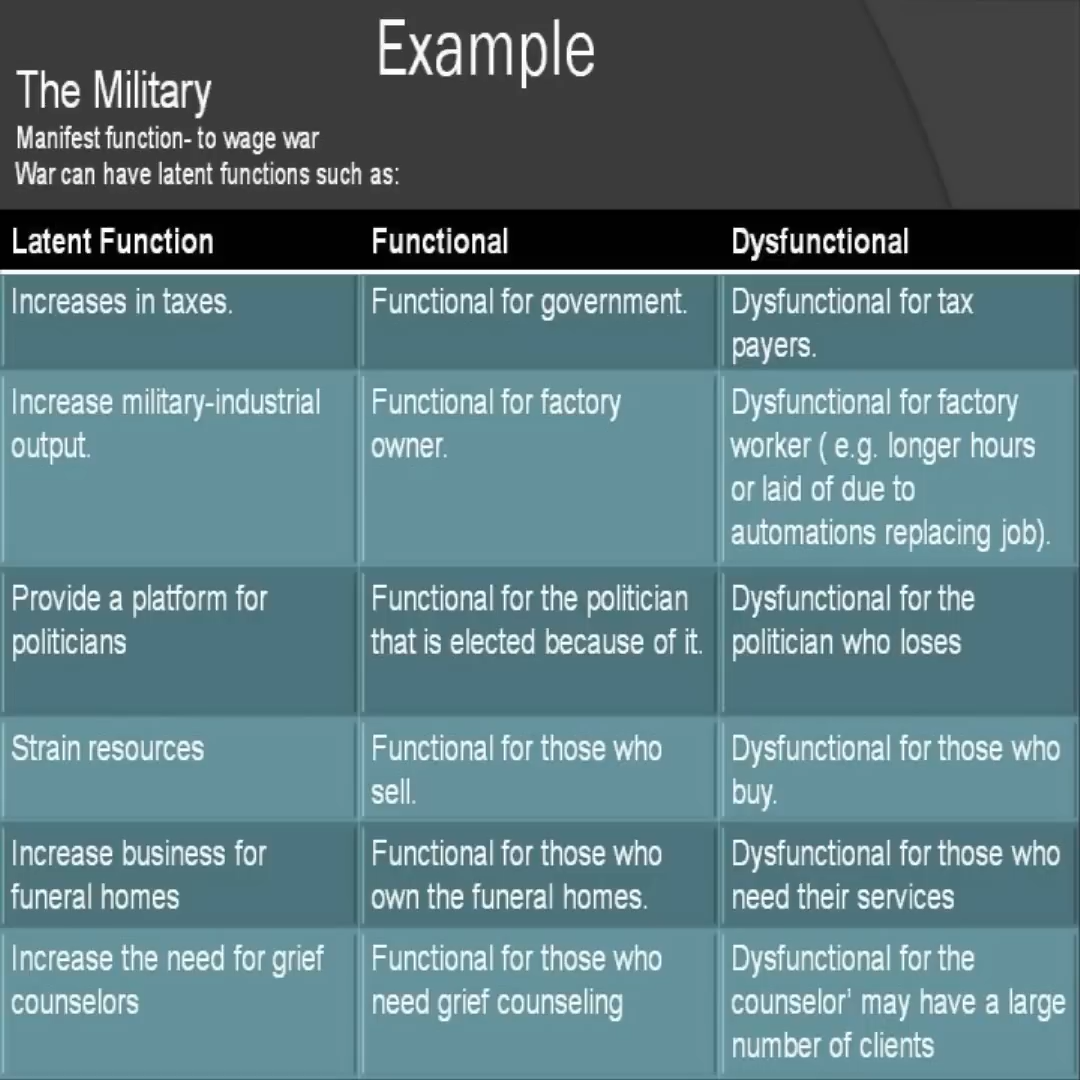 Example
The Military
Manifest function- to wage war
War can have latent functions such as:
Latent Function
Functional
Dysfunctional
Increases in taxes.
Functional for government.
Dysfunctional for tax
payers.
Increase military-industrial
output.
Functional for factory
owner.
Dysfunctional for factory
worker ( e.g. longer hours
or laid of due to
automations replacing job).
Provide a platform for
politicians
Functional for the politician
that is elected because of it.
Dysfunctional for the
politician who loses
Strain resources
Functional for those who
sell.
Dysfunctional for those who
buy.
Increase business for
funeral homes
Functional for those who
own the funeral homes.
Dysfunctional for those who
need their services
Increase the need for grief
counselors
Functional for those who
need grief counseling
Dysfunctional for the
counselor’ may have a large
number of clients